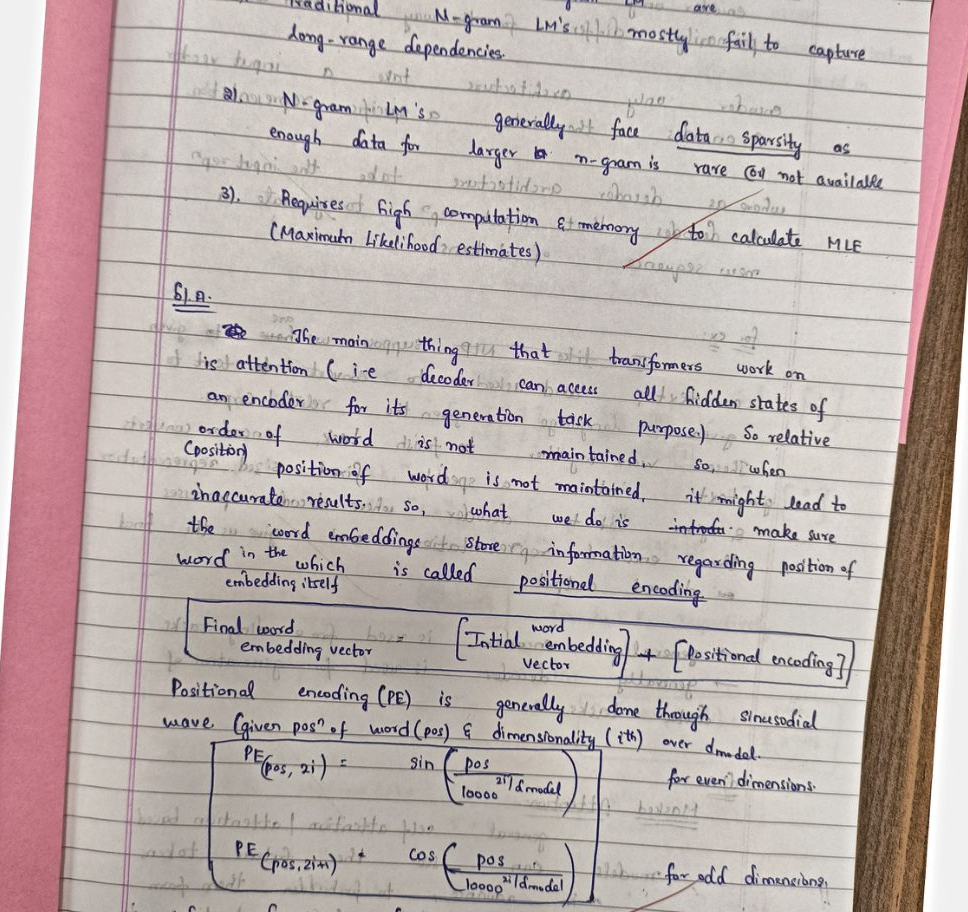 Traditional N-gram LM's mostly fail to capture
long-range dependencies.
2). N-gram LM's generally face data sparsity as
enough data for larger n-gram is rare (or) not available
3). Requires high computation & memory to calculate MLE
(Maximum Likelihood estimates)
6).A.
The main thing that transformers work on
is attention (i-e decoder can access all hidden states of
an encoder for its generation task purpose.) So relative
order of word is not maintained. so, when
(position)
position of word is not maintained, it might lead to
inaccurate results. so, what we do is introdu make sure
the word embeddings store information regarding position of
word in the embedding itself which is called positional encoding.
Final word embedding vector = [Intial word embedding vector] + [Positional encoding]
Positional encoding (PE) is generally done through sinusodial
wave (given posⁿ of word (pos) & dimensionality (ith) over dmodel.
PE(pos, 2i) = sin (pos / 10000^2i/dmodel) for even dimensions.
PE(pos, 2i+1) = cos (pos / 10000^2i/dmodel) for odd dimensions,